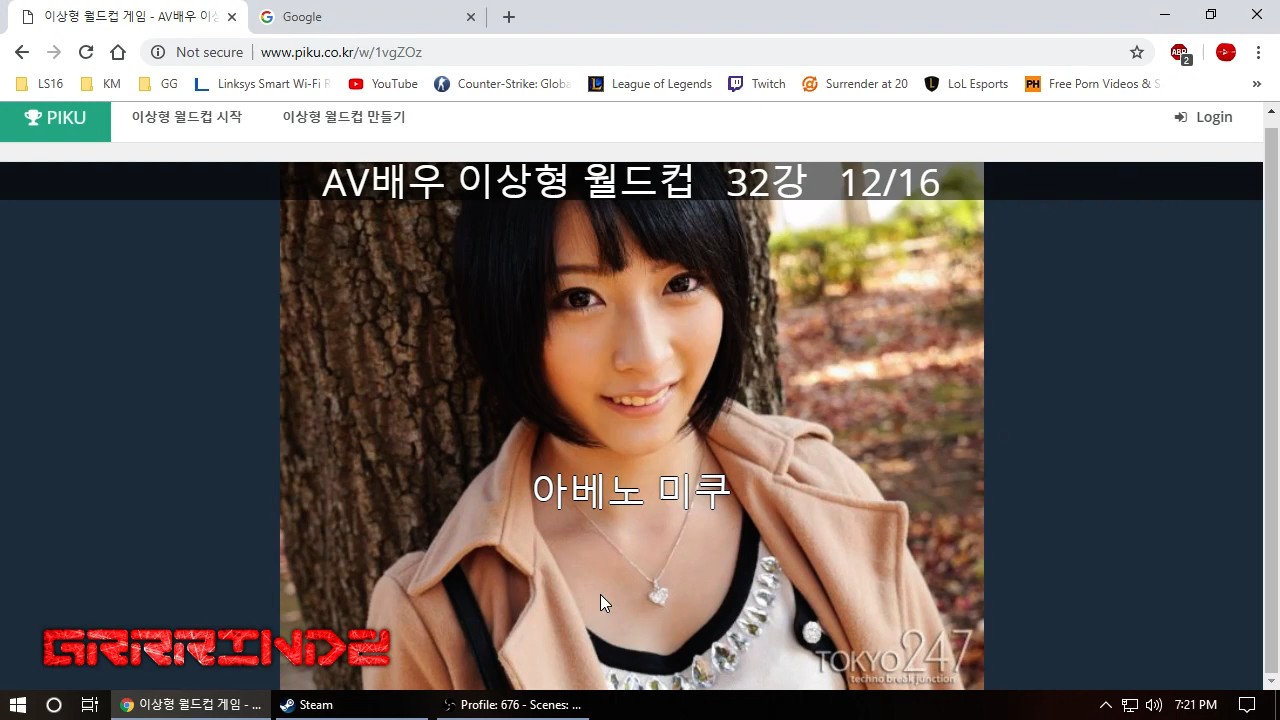 이상형 월드컵 게임 - AV배우 이상
Google
Not secure
www.piku.co.kr/w/1vgZOz
ABP
2
LS16
KM
GG
Linksys Smart Wi-Fi R
YouTube
Counter-Strike: Globa
League of Legends
Twitch
Surrender at 20
LoL Esports
PH
Free Porn Videos & S
PIKU
이상형 월드컵 시작
이상형 월드컵 만들기
Login
AV배우 이상형 월드컵 32강 12/16
아베노 미쿠
GRRRINDZ
TOKYO247
techno break junction
이상형 월드컵 게임 - ...
Steam
Profile: 676 - Scenes: ...
7:21 PM